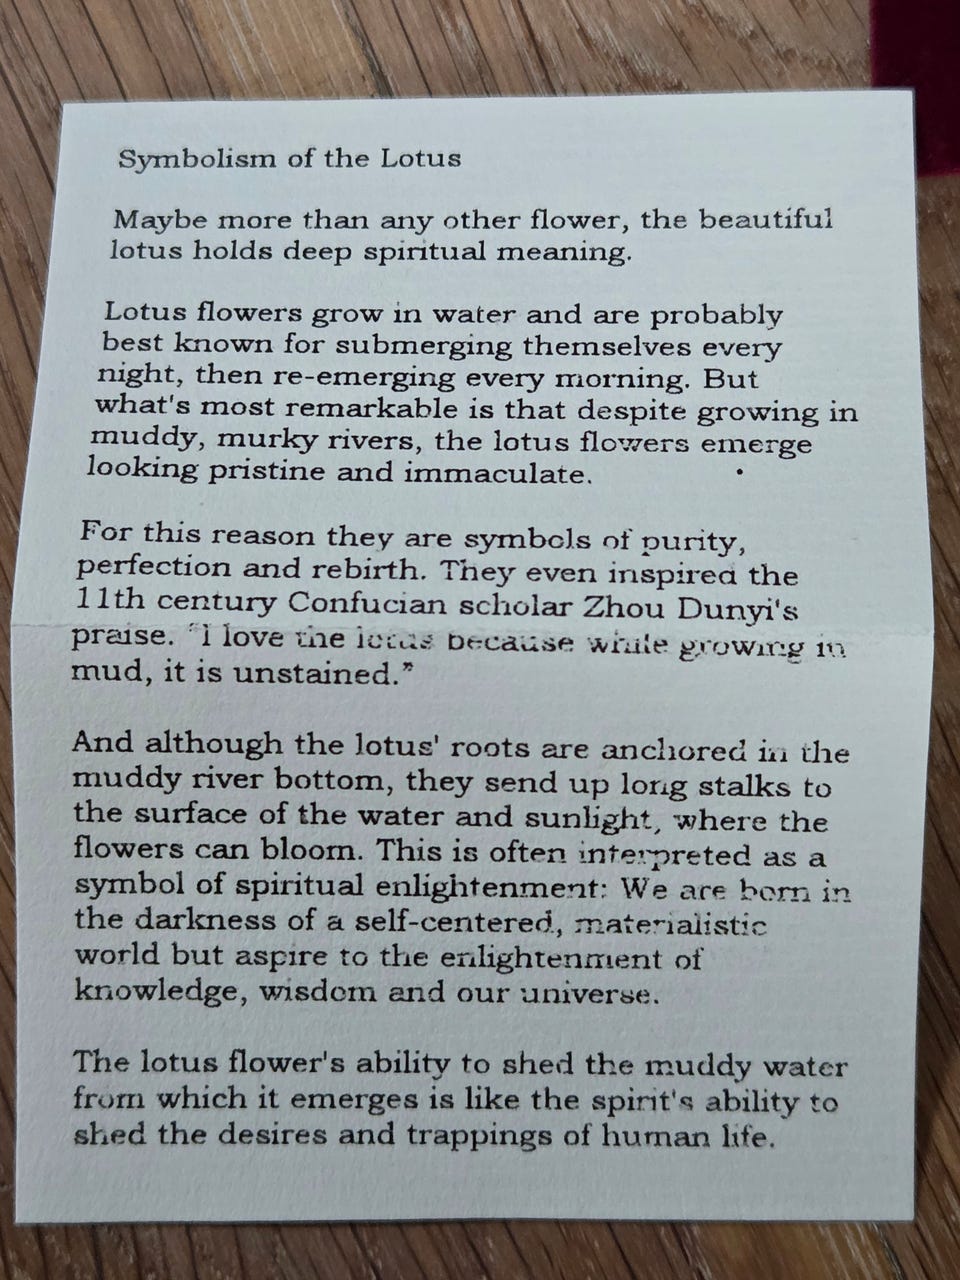 Symbolism of the Lotus
Maybe more than any other flower, the beautiful
lotus holds deep spiritual meaning.
Lotus flowers grow in water and are probably
best known for submerging themselves every
night, then re-emerging every morning. But
what's most remarkable is that despite growing in
muddy, murky rivers, the lotus flowers emerge
looking pristine and immaculate.
For this reason they are symbols of purity,
perfection and rebirth. They even inspired the
11th century Confucian scholar Zhou Dunyi's
praise. "I love the lotus because while growing in
mud, it is unstained."
And although the lotus' roots are anchored in the
muddy river bottom, they send up long stalks to
the surface of the water and sunlight, where the
flowers can bloom. This is often interpreted as a
symbol of spiritual enlightenment: We are born in
the darkness of a self-centered, materialistic
world but aspire to the enlightenment of
knowledge, wisdom and our universe.
The lotus flower's ability to shed the muddy water
from which it emerges is like the spirit's ability to
shed the desires and trappings of human life.